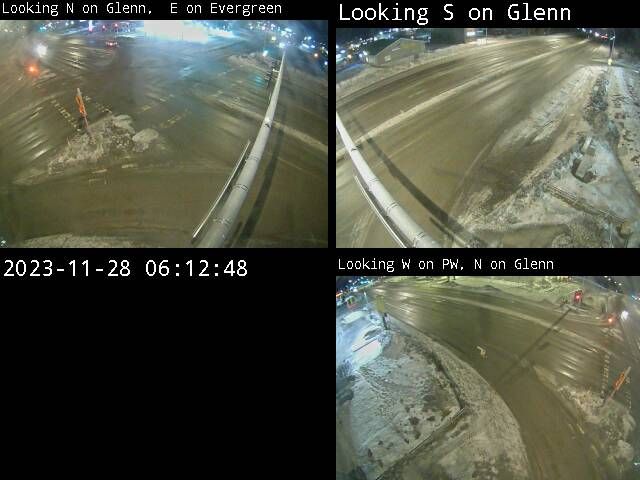 Looking N on Glenn,  E on Evergreen
Looking S on Glenn
2023-11-28 06:12:48
Looking W on PW, N on Glenn